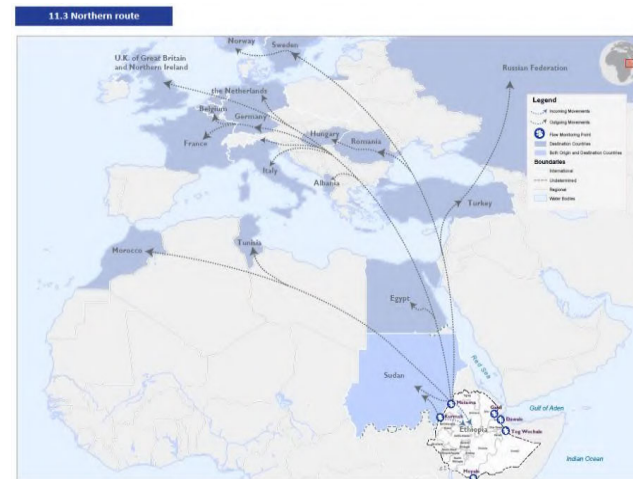 11.3 Northern route
Norway
Sweden
U.K. of Great Britain
and Northern Ireland
Russian Federation
the Netherlands
Belgium
Germany
France
Hungary
Romania
Italy
Albania
Turkey
Morocco
Tunisia
Egypt
Sudan
Red Sea
Metema
Kurmuk
Ethiopia
Galafi
Dewele
Tog Wochale
Moyale
Gulf of Aden
Indian Ocean
Legend
Incoming Movements
Outgoing Movements
Flow Monitoring Point
Destination Countries
Both Origin and Destination Countries
Boundaries
International
Undetermined
Regional
Water Bodies